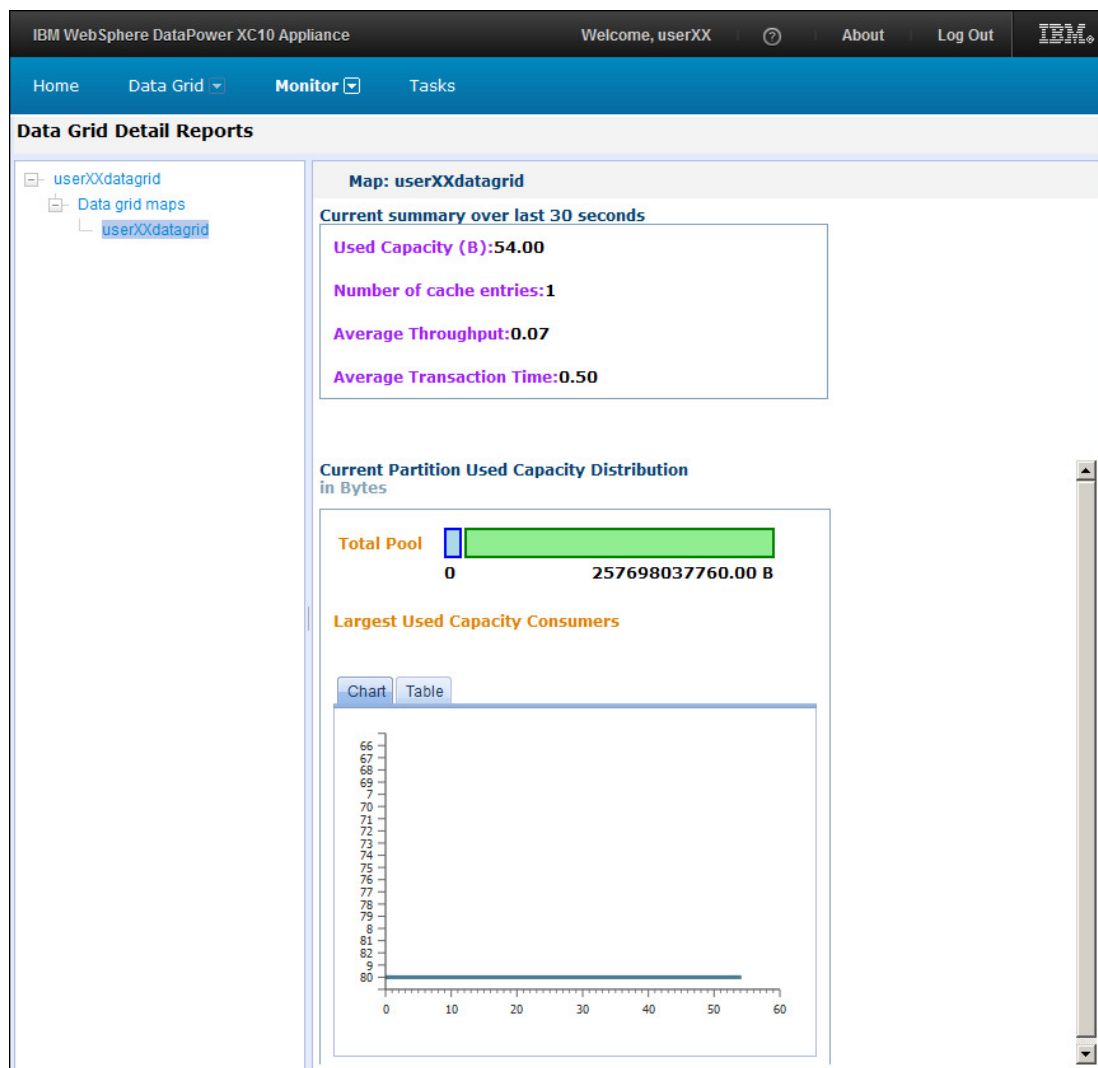 IBM WebSphere DataPower XC10 Appliance Welcome, userXX ? About Log Out IBM®
Home Data Grid Monitor Tasks
Data Grid Detail Reports
userXXdatagrid
Data grid maps
userXXdatagrid
Map: userXXdatagrid
Current summary over last 30 seconds
Used Capacity (B):54.00
Number of cache entries:1
Average Throughput:0.07
Average Transaction Time:0.50
Current Partition Used Capacity Distribution
in Bytes
Total Pool
0 257698037760.00 B
Largest Used Capacity Consumers
Chart Table
66
67
68
69
7
70
71
72
73
74
75
76
77
78
79
8
81
82
9
80
0 10 20 30 40 50 60